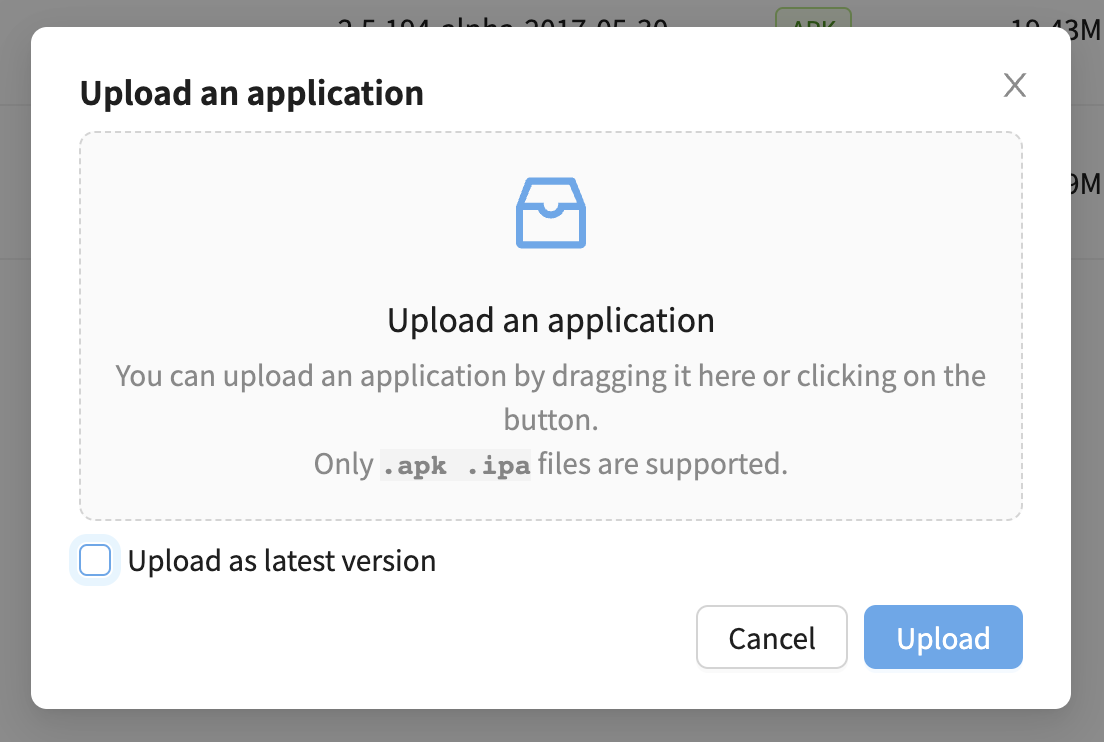 2.5.194-alpha-2017-05-30
APK
19.43M
Upload an application
9M
Upload an application
You can upload an application by dragging it here or clicking on the
button.
Only .apk .ipa files are supported.
Upload as latest version
Cancel
Upload